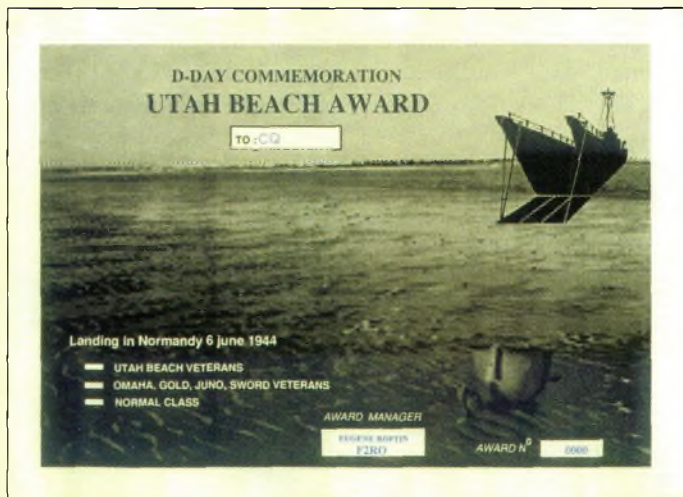 D-DAY COMMEMORATION
UTAH BEACH AWARD
TO : CQ
Landing in Normandy 6 june 1944
UTAH BEACH VETERANS
OMAHA, GOLD, JUNO, SWORD VETERANS
NORMAL CLASS
AWARD MANAGER
EUGENE
F2RO
AWARD N° 0000